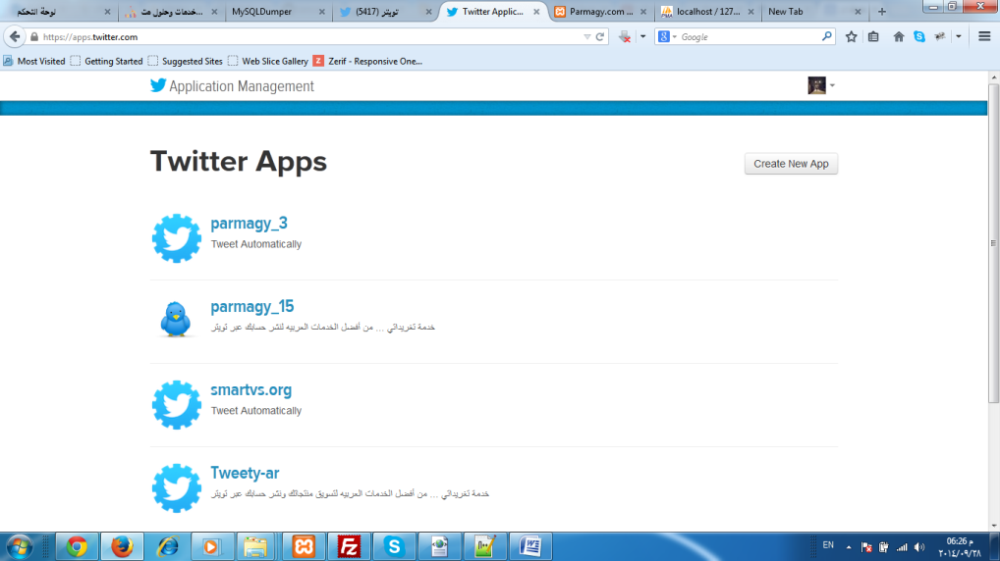 لوحة التحكم
خدمات وحلول مت...
MySQLDumper
تويتر (5417)
Twitter Applic...
Parmagy.com ...
localhost / 127...
New Tab
https://apps.twitter.com
Google
Most Visited
Getting Started
Suggested Sites
Web Slice Gallery
Zerif - Responsive One...
Application Management
Twitter Apps
Create New App
parmagy_3
Tweet Automatically
parmagy_15
خدمة تغريداتي ... من أفضل الخدمات العربيه لنشر حسابك عبر تويتر
smartvs.org
Tweet Automatically
Tweety-ar
خدمة تغريداتي ... من أفضل الخدمات العربيه لتسويق منتجاتك ونشر حسابك عبر تويتر
EN
06:26 م
٢٠١٤/٠٩/٢٨